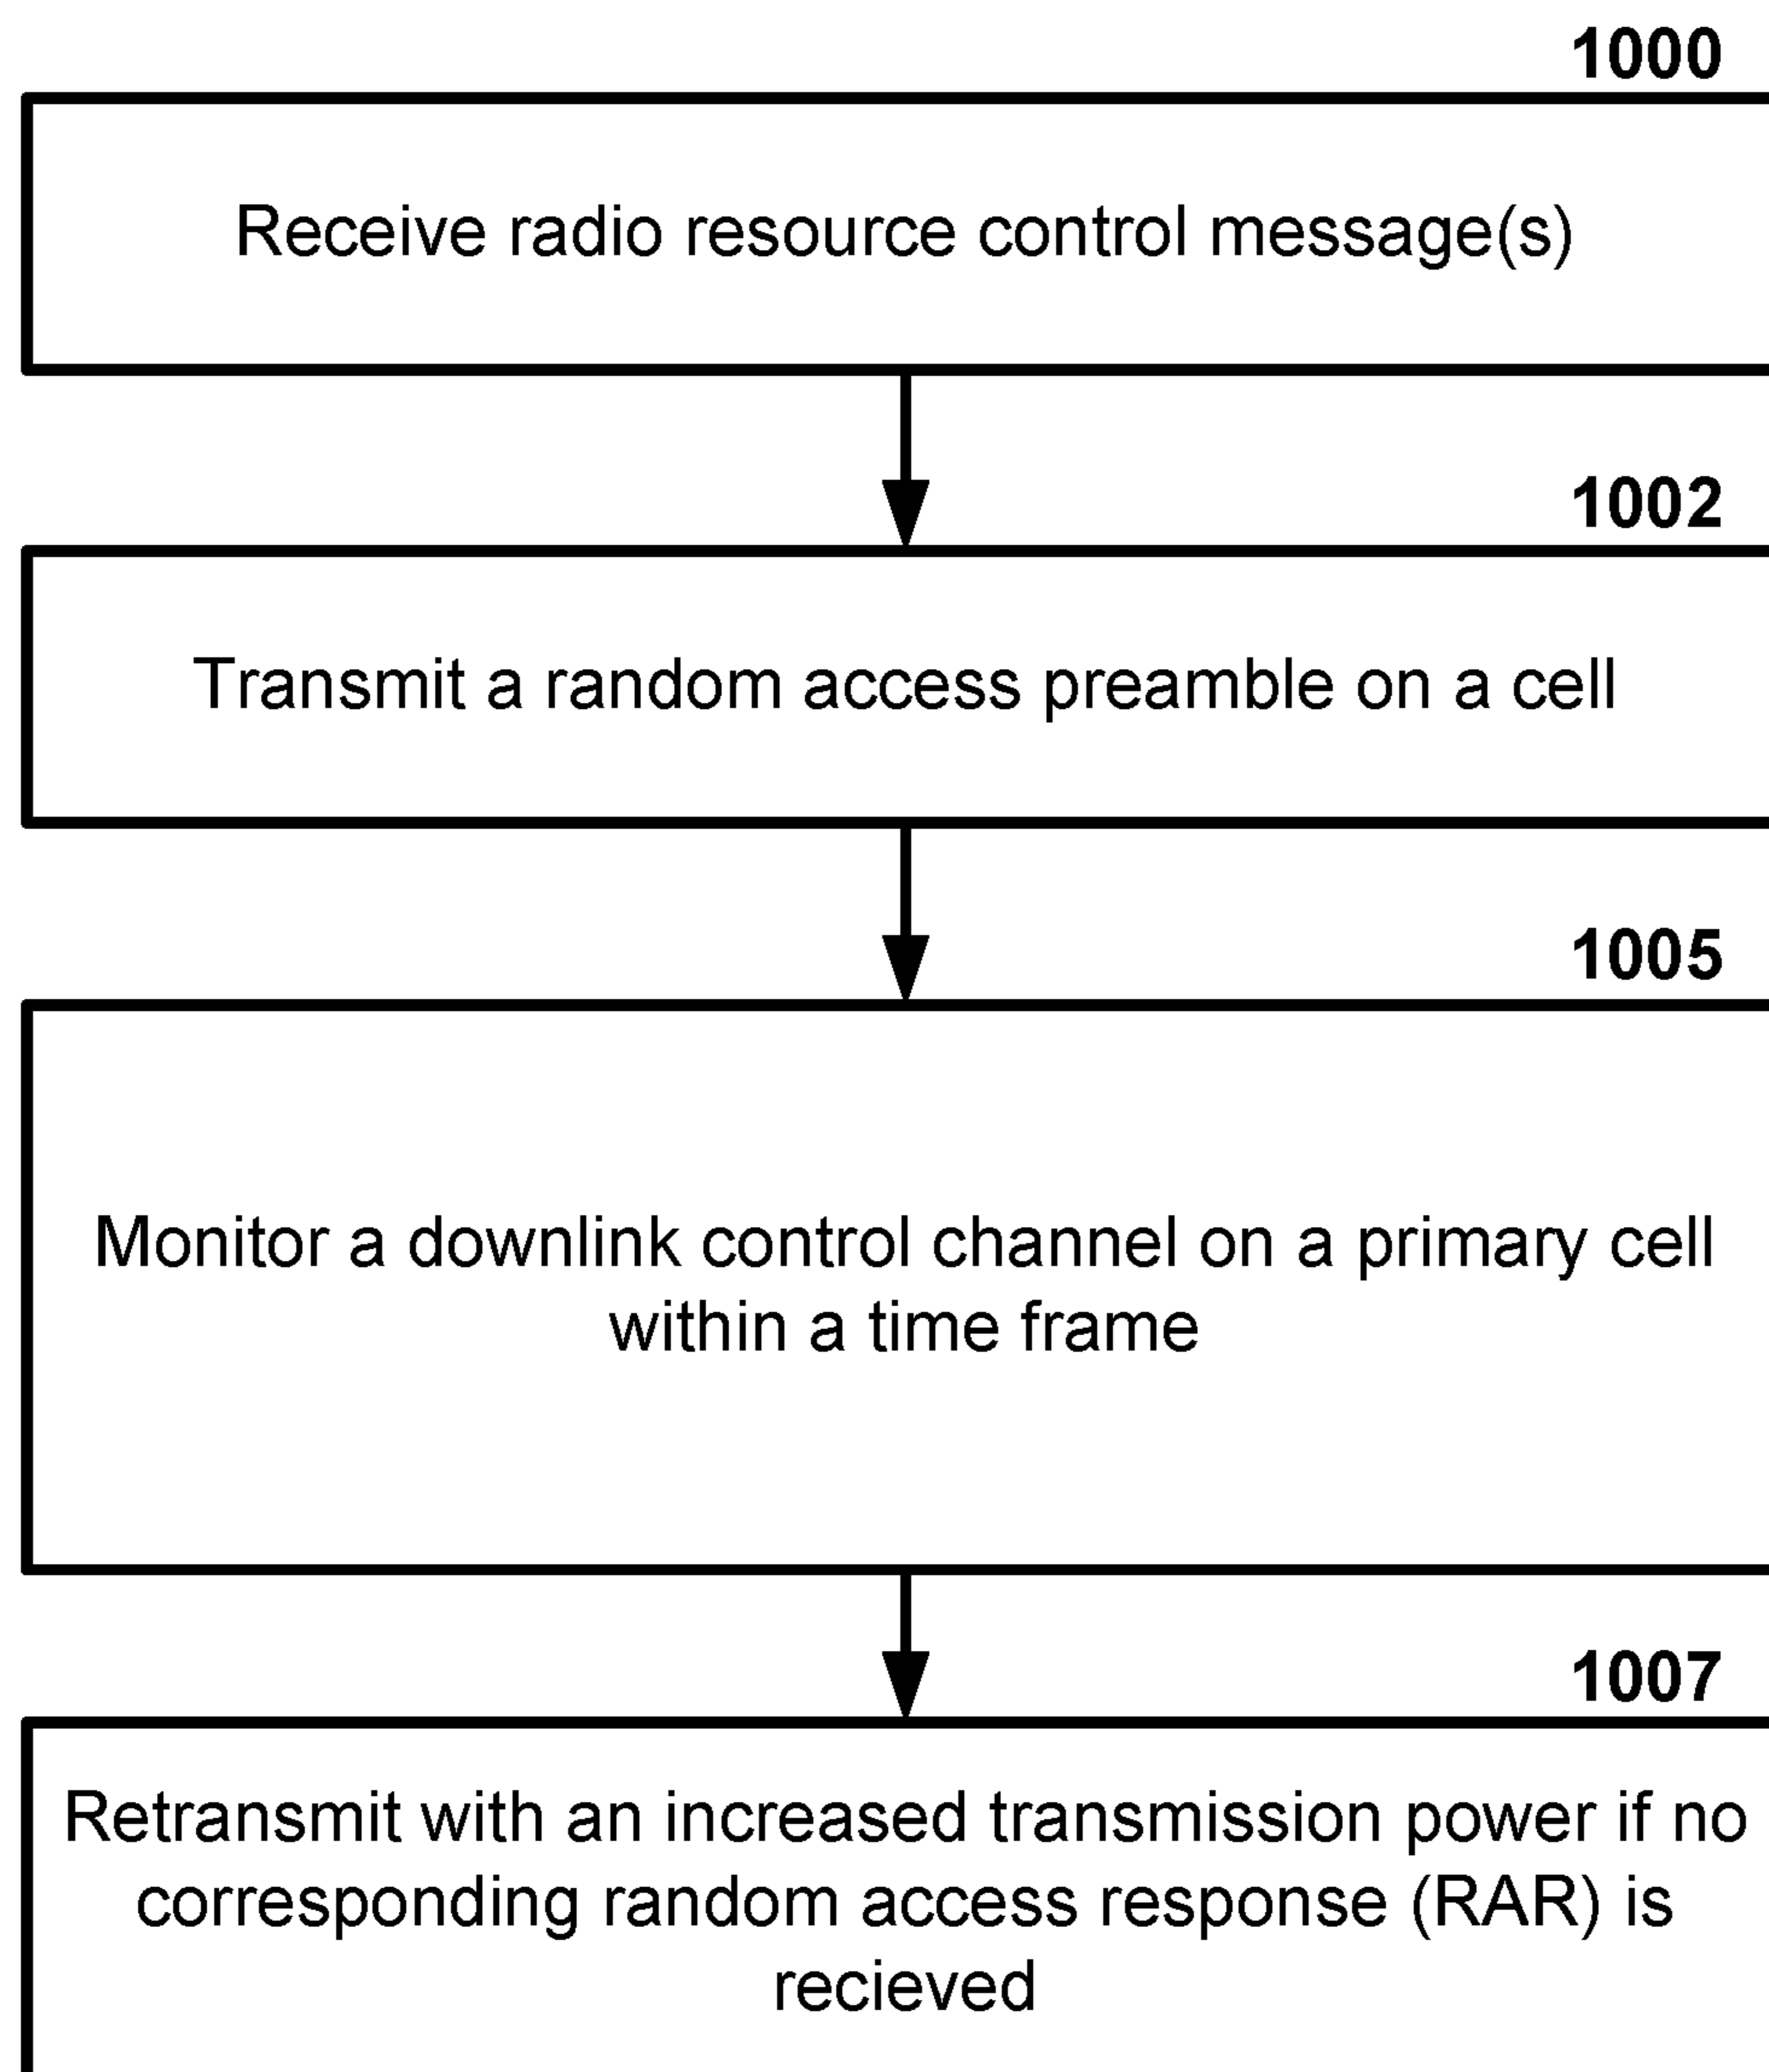 1000
Receive radio resource control message(s)
1002
Transmit a random access preamble on a cell
1005
Monitor a downlink control channel on a primary cell
within a time frame
1007
Retransmit with an increased transmission power if no
corresponding random access response (RAR) is
recieved